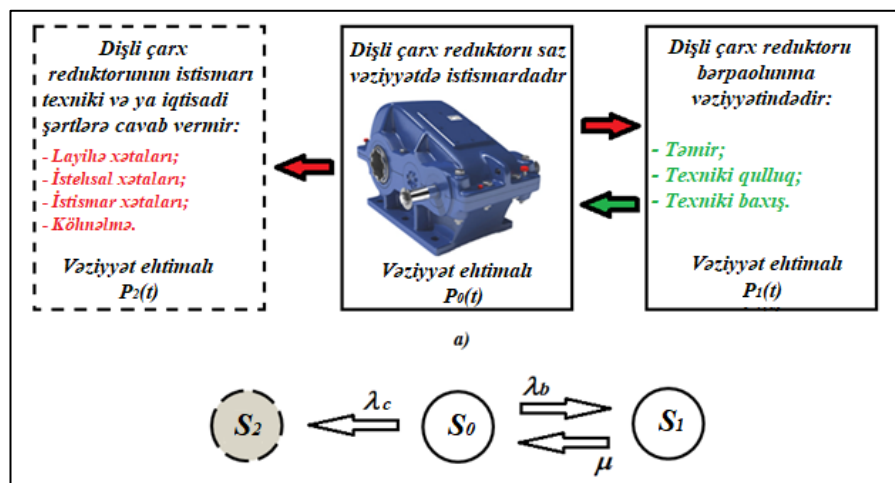 Dişli çarx
reduktorunun istismarı
texniki və ya iqtisadi
şərtlərə cavab vermir:
- Layihə xətaları;
- İstehsal xətaları;
- İstismar xətaları;
- Köhnəlmə.
Vəziyyət ehtimalı
P2(t)
Dişli çarx reduktoru saz
vəziyyətdə istismardadır
Vəziyyət ehtimalı
P0(t)
Dişli çarx reduktoru
bərpaolunma
vəziyyətindədir:
- Təmir;
- Texniki qulluq;
- Texniki baxış.
Vəziyyət ehtimalı
P1(t)
a)
S2
λc
S0
λb
μ
S1